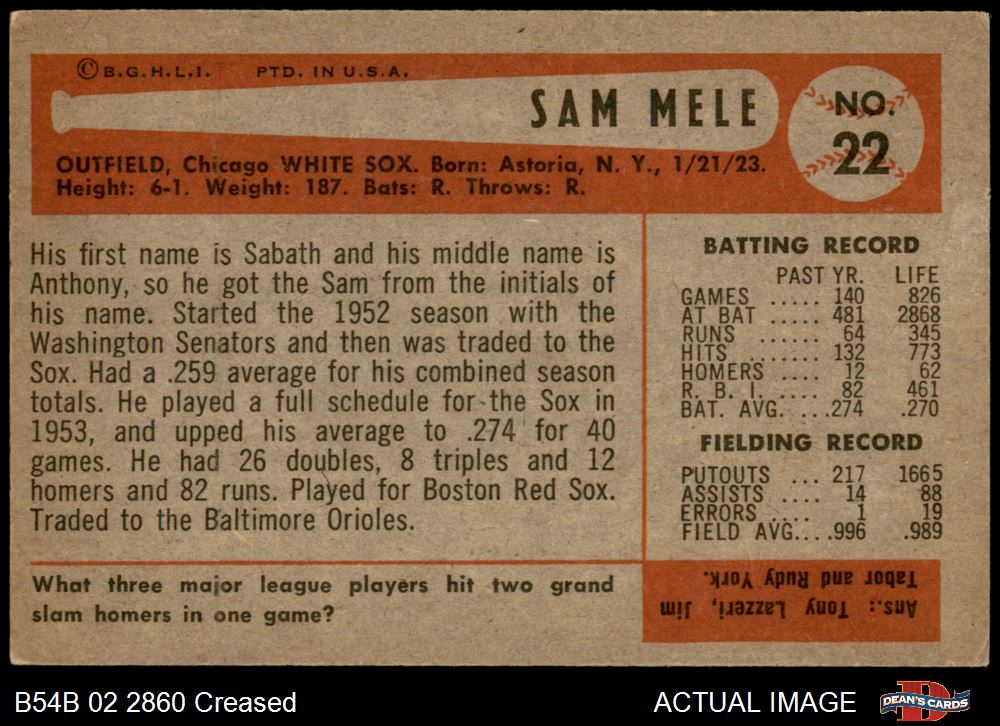 © B.G.H.L.I. PTD. IN U.S.A.
SAM MELE
NO.
22
OUTFIELD, Chicago WHITE SOX. Born: Astoria, N. Y., 1/21/23.
Height: 6-1. Weight: 187. Bats: R. Throws: R.
His first name is Sabath and his middle name is
Anthony, so he got the Sam from the initials of
his name. Started the 1952 season with the
Washington Senators and then was traded to the
Sox. Had a .259 average for his combined season
totals. He played a full schedule for the Sox in
1953, and upped his average to .274 for 40
games. He had 26 doubles, 8 triples and 12
homers and 82 runs. Played for Boston Red Sox.
Traded to the Baltimore Orioles.
BATTING RECORD
PAST YR. LIFE
GAMES ..... 140 826
AT BAT ..... 481 2868
RUNS ...... 64 345
HITS ....... 132 773
HOMERS .... 12 62
R. B. I. .... 82 461
BAT. AVG. ...274 .270
FIELDING RECORD
PUTOUTS ... 217 1665
ASSISTS .... 14 88
ERRORS .... 1 19
FIELD AVG....996 .989
What three major league players hit two grand
slam homers in one game?
Ans.: Tony Lazzeri, Jim
Tabor and Rudy York.
B54B 02 2860 Creased
ACTUAL IMAGE
D
DEAN'S CARDS